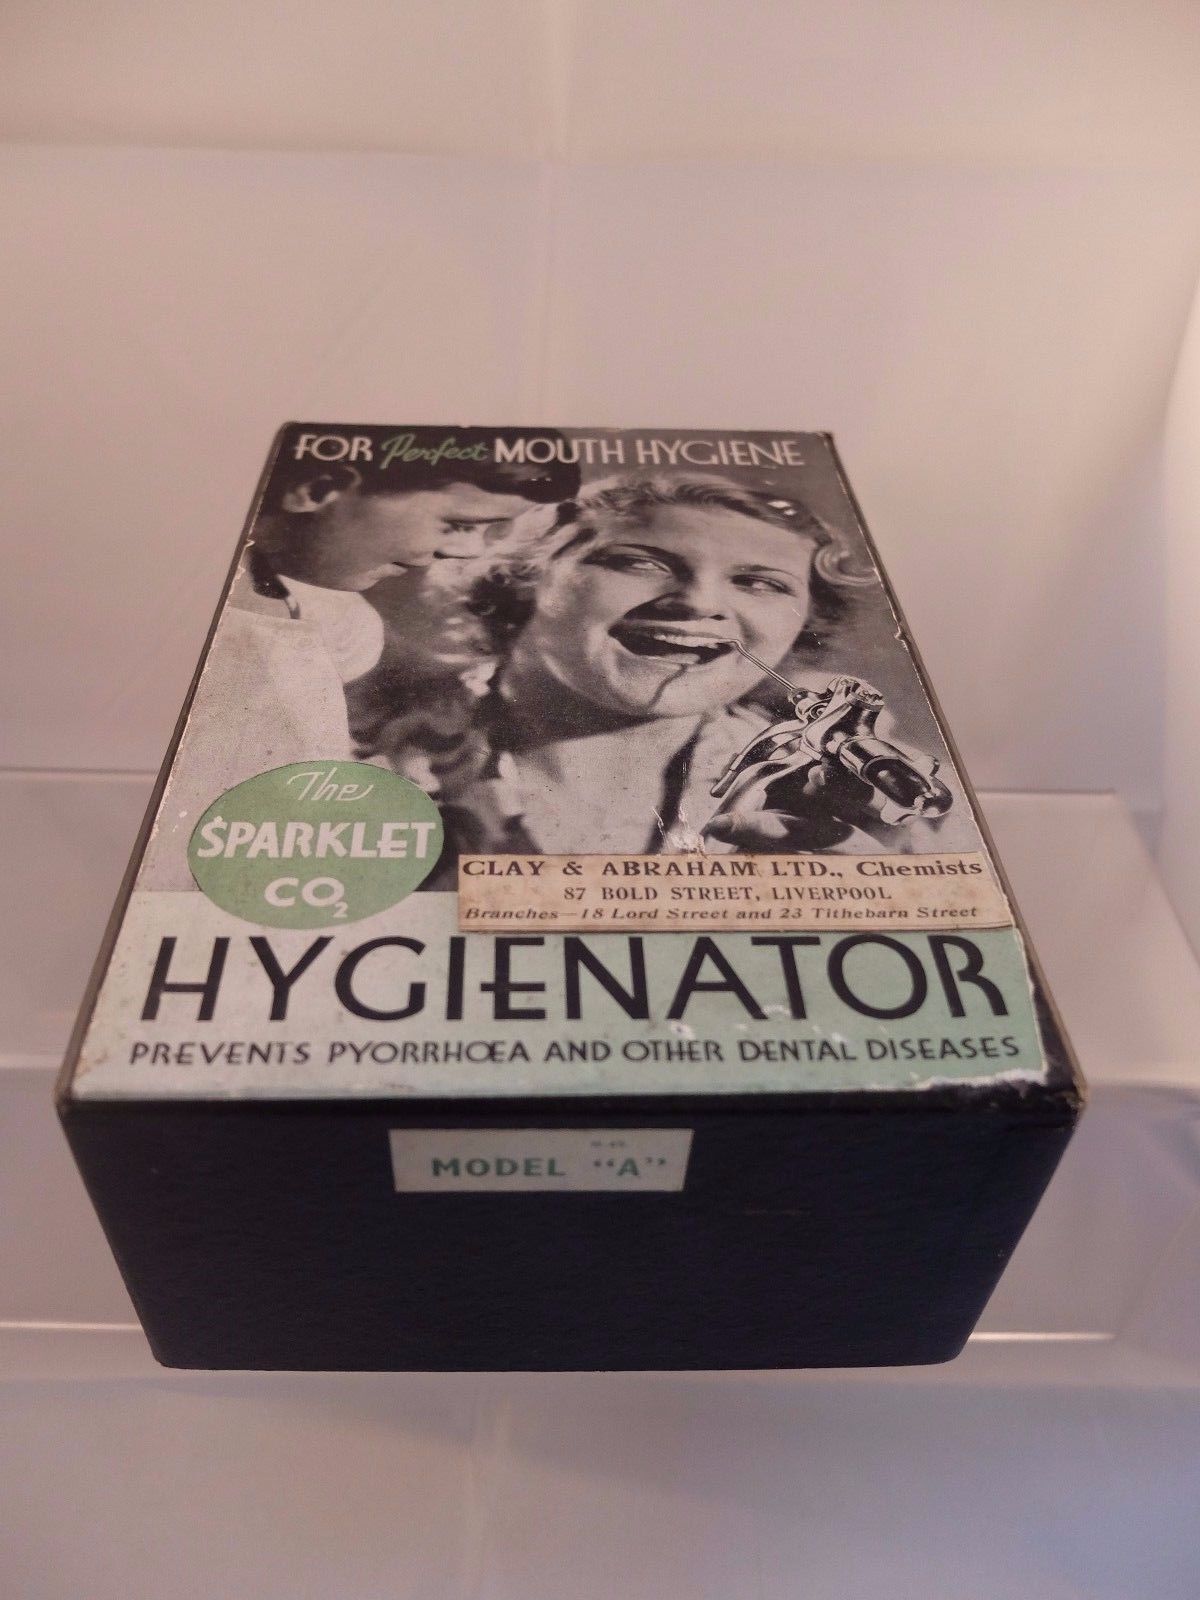 FOR Perfect MOUTH HYGIENE
The
SPARKLET
CO2
CLAY & ABRAHAM LTD., Chemists
87 BOLD STREET, LIVERPOOL
Branches—18 Lord Street and 23 Tithebarn Street
HYGIENATOR
PREVENTS PYORRHŒA AND OTHER DENTAL DISEASES
MODEL "A"